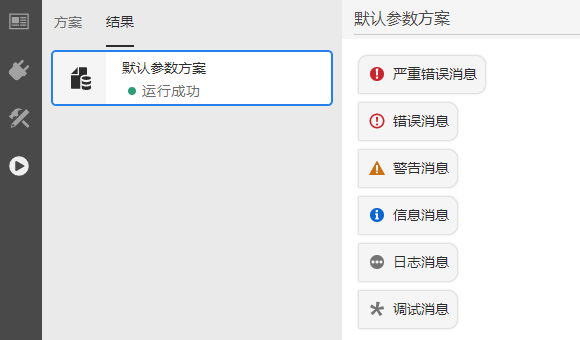 方案 结果
默认参数方案
运行成功
默认参数方案
严重错误消息
错误消息
警告消息
信息消息
日志消息
调试消息